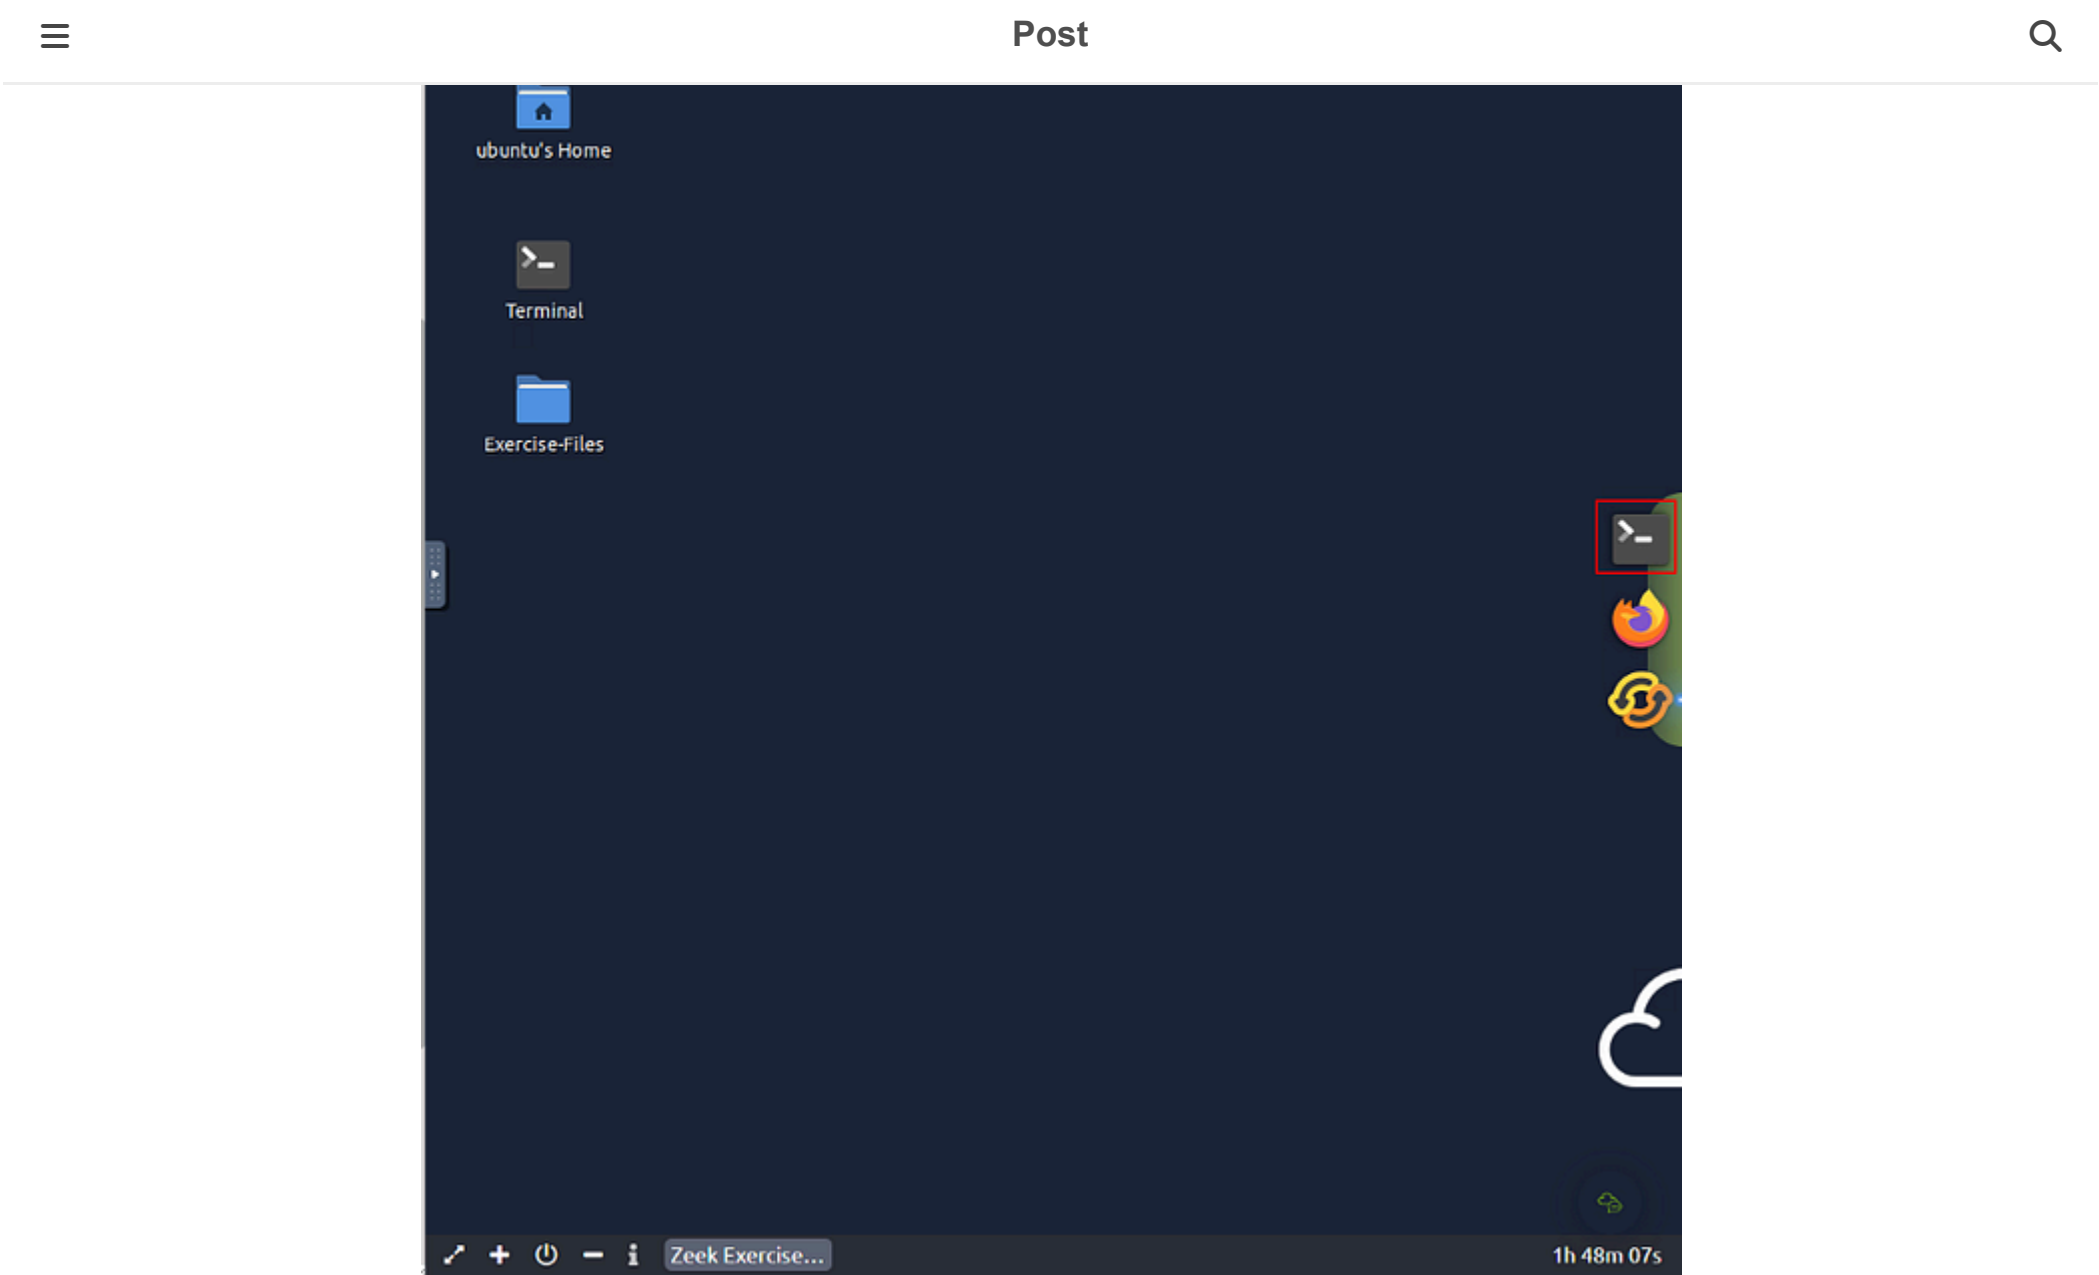 Post
ubuntu's Home
Terminal
Exercise-Files
Zeek Exercise...
1h 48m 07s